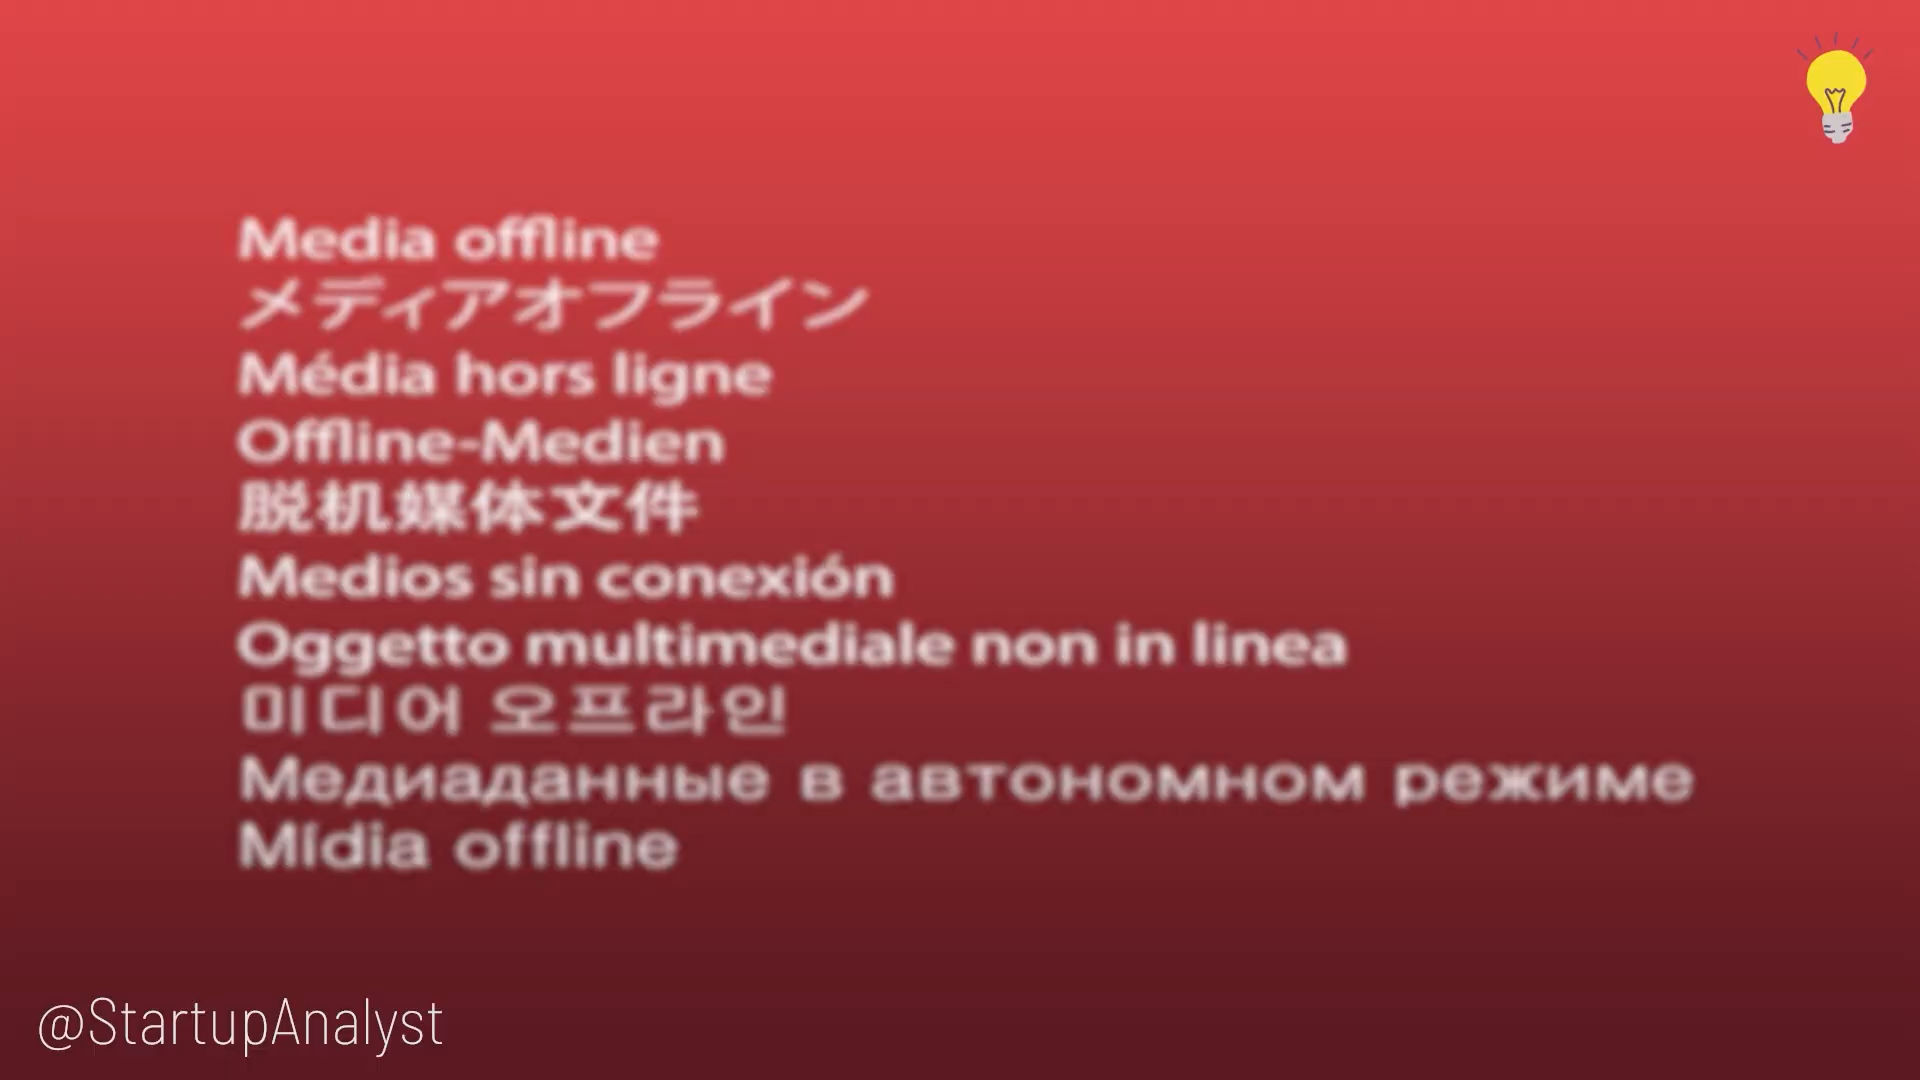 Media offline
メディアオフライン
Média hors ligne
Offline-Medien
脱机媒体文件
Medios sin conexión
Oggetto multimediale non in linea
미디어 오프라인
Медиаданные в автономном режиме
Mídia offline
@StartupAnalyst